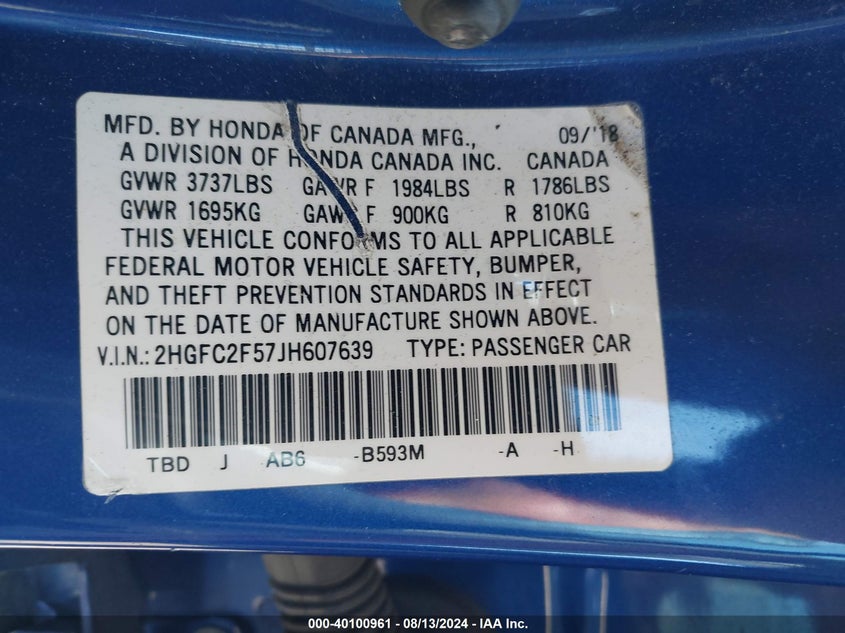 MFD. BY HONDA OF CANADA MFG., 09/'18
A DIVISION OF HONDA CANADA INC. CANADA
GVWR 3737LBS GAWR F 1984LBS R 1786LBS
GVWR 1695KG GAWR F 900KG R 810KG
THIS VEHICLE CONFORMS TO ALL APPLICABLE
FEDERAL MOTOR VEHICLE SAFETY, BUMPER,
AND THEFT PREVENTION STANDARDS IN EFFECT
ON THE DATE OF MANUFACTURE SHOWN ABOVE.
V.I.N.: 2HGFC2F57JH607639 TYPE: PASSENGER CAR
TBD J AB6 -B593M -A -H
000-40100961 - 08/13/2024 - IAA Inc.